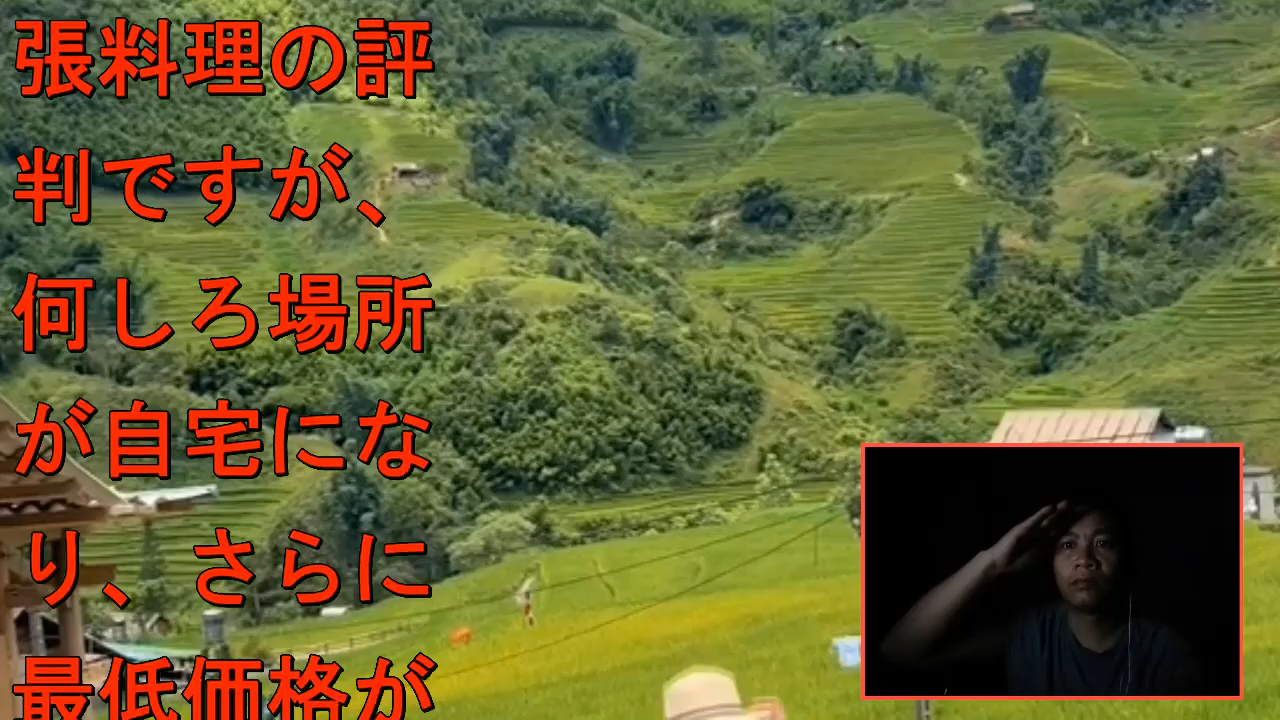 張料理の評
判ですが、
何しろ場所
が自宅にな
り、さらに
最低価格が